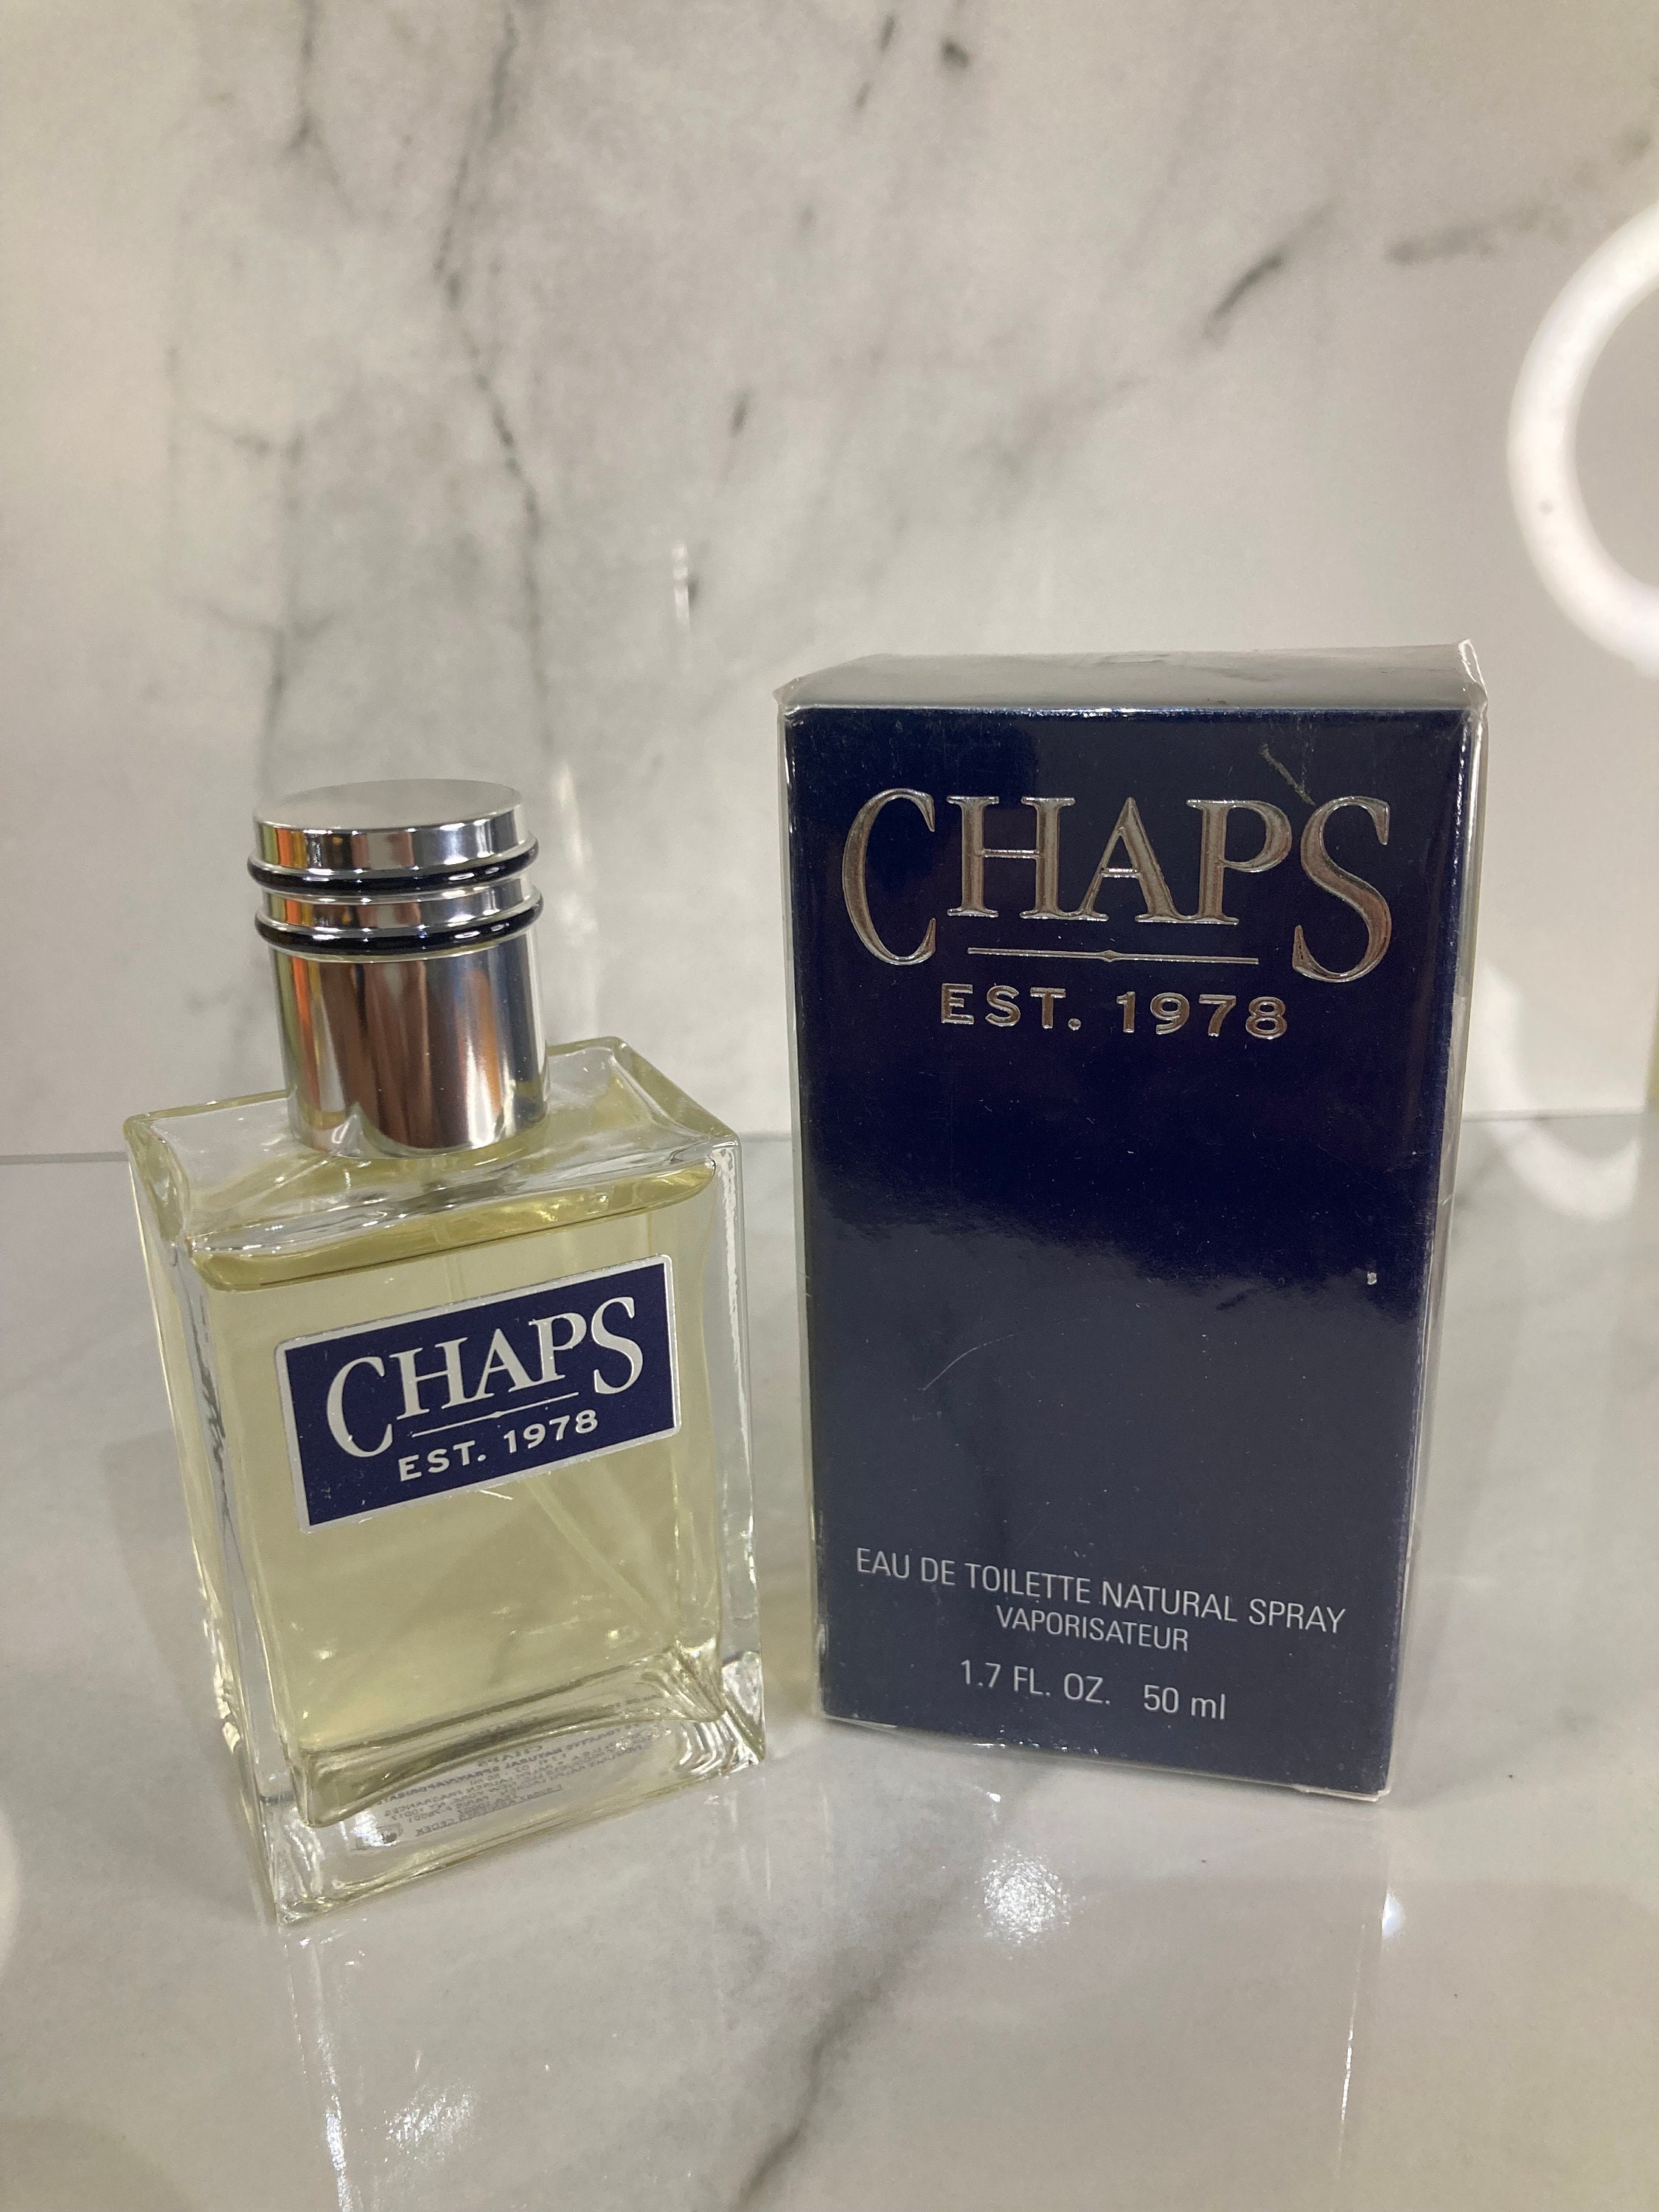 CHAPS
EST. 1978
CHAPS
EST. 1978
EAU DE TOILETTE NATURAL SPRAY
VAPORISATEUR
1.7 FL. OZ. 50 ml